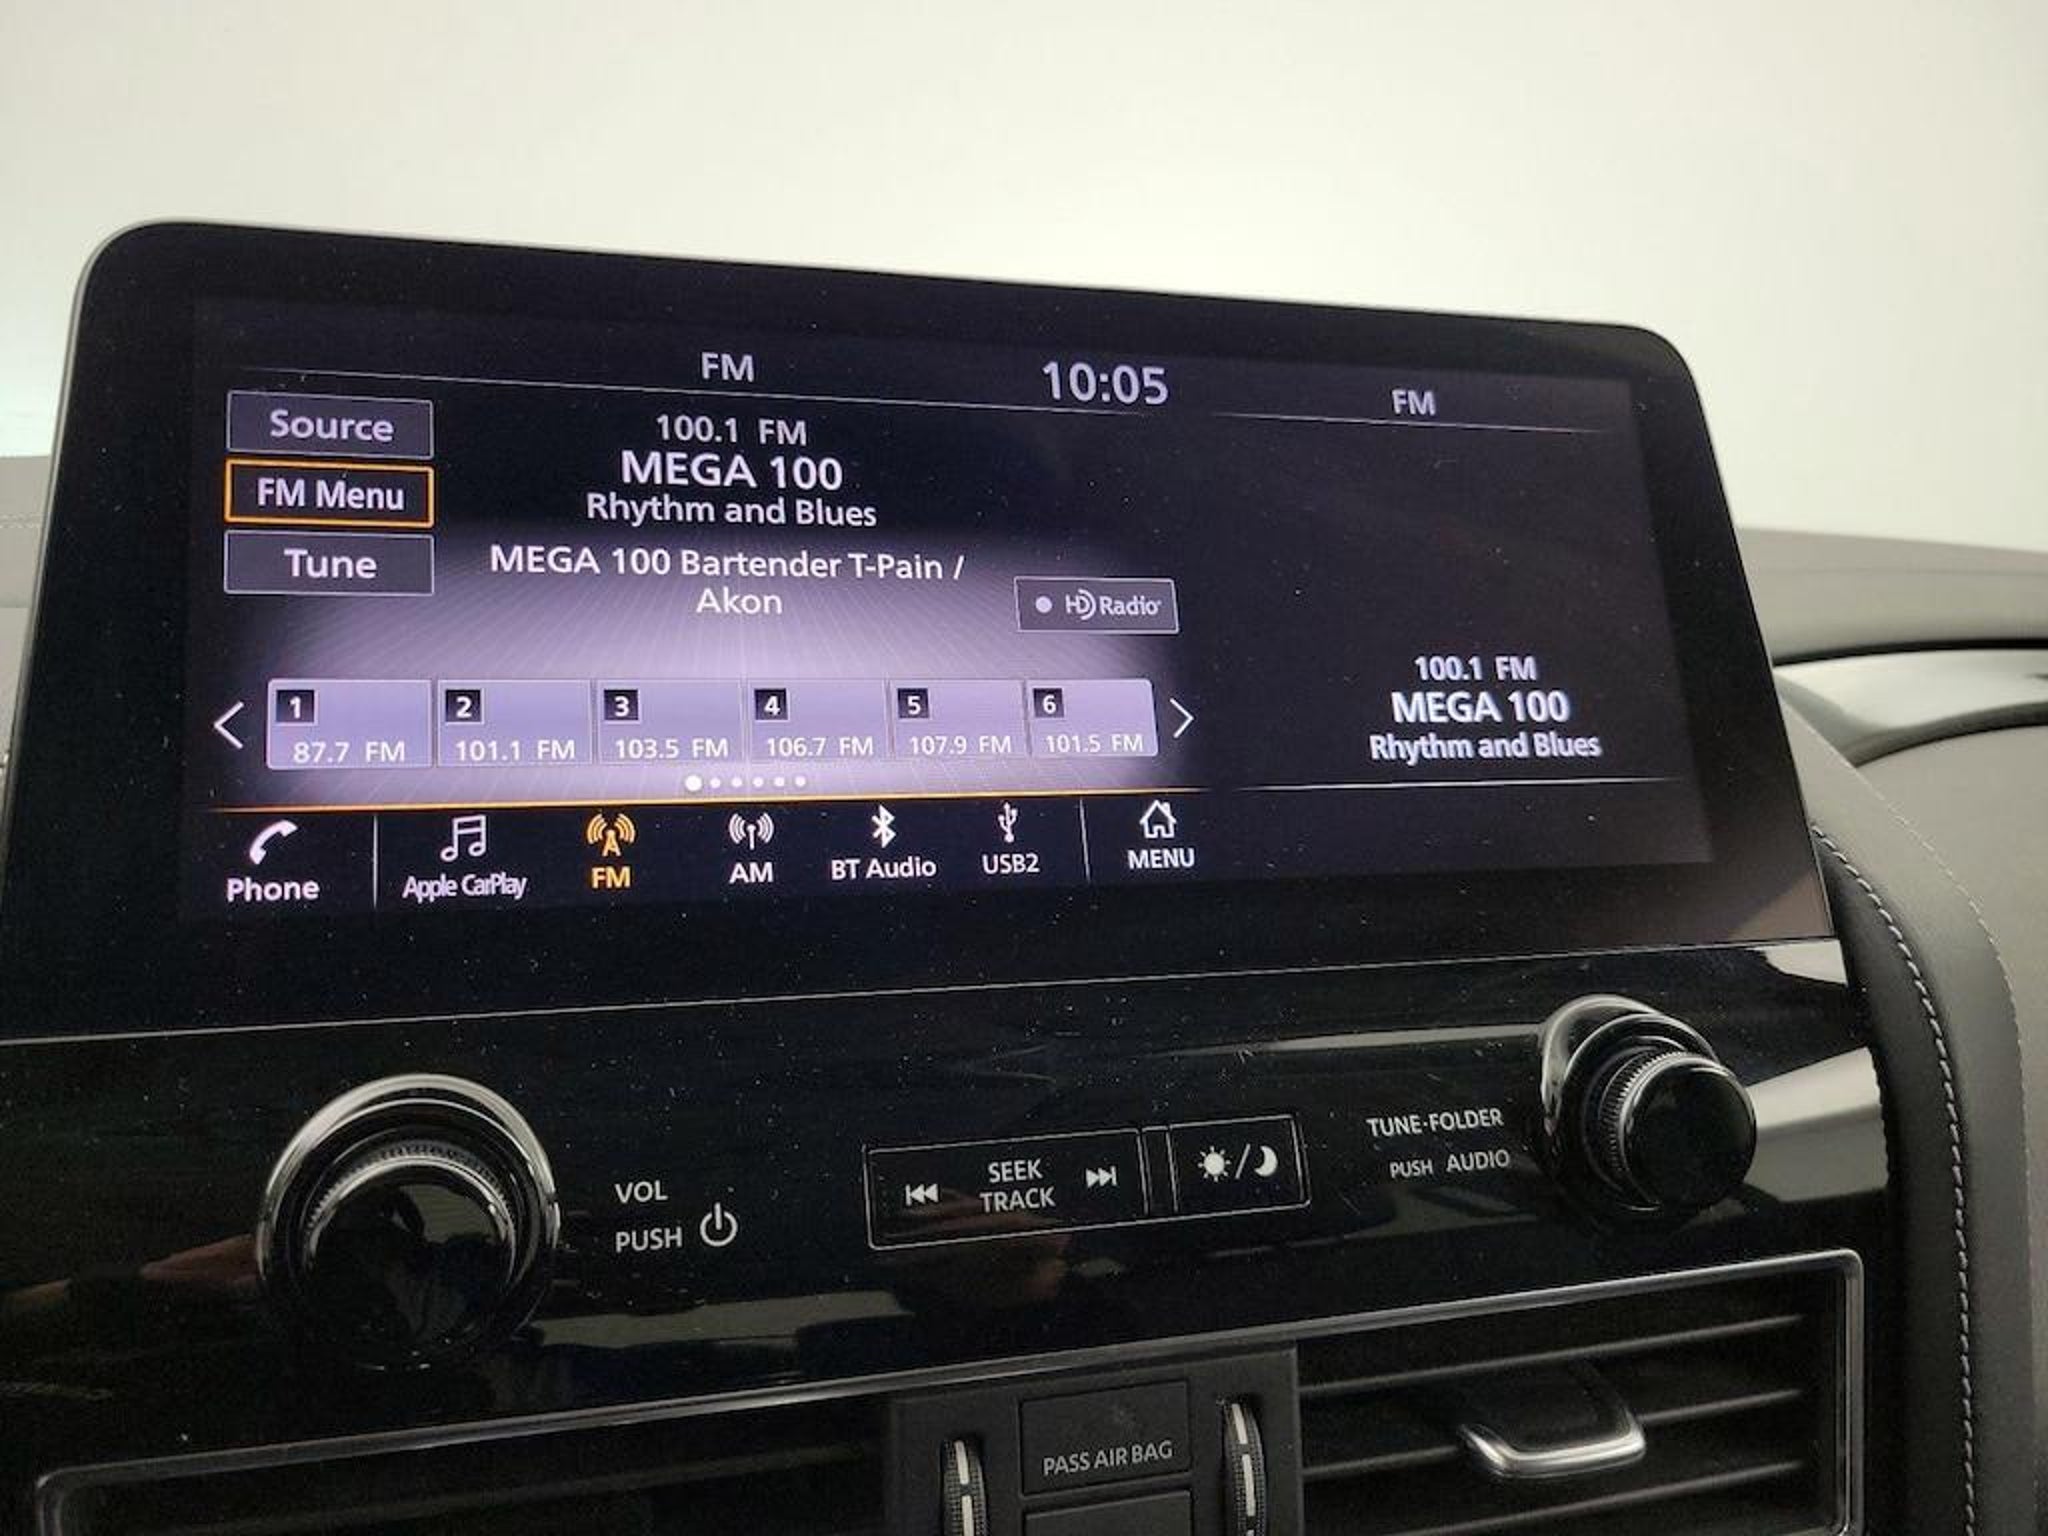 FM
10:05
FM
Source
100.1 FM
MEGA 100
FM Menu
Rhythm and Blues
Tune
MEGA 100 Bartender T-Pain /
Akon
HD Radio
1
2
3
4
5
6
87.7 FM
101.1 FM
103.5 FM
106.7 FM
107.9 FM
101.5 FM
100.1 FM
MEGA 100
Rhythm and Blues
Phone
Apple CarPlay
FM
AM
BT Audio
USB2
MENU
VOL
PUSH
SEEK
TRACK
TUNE·FOLDER
PUSH AUDIO
PASS AIR BAG